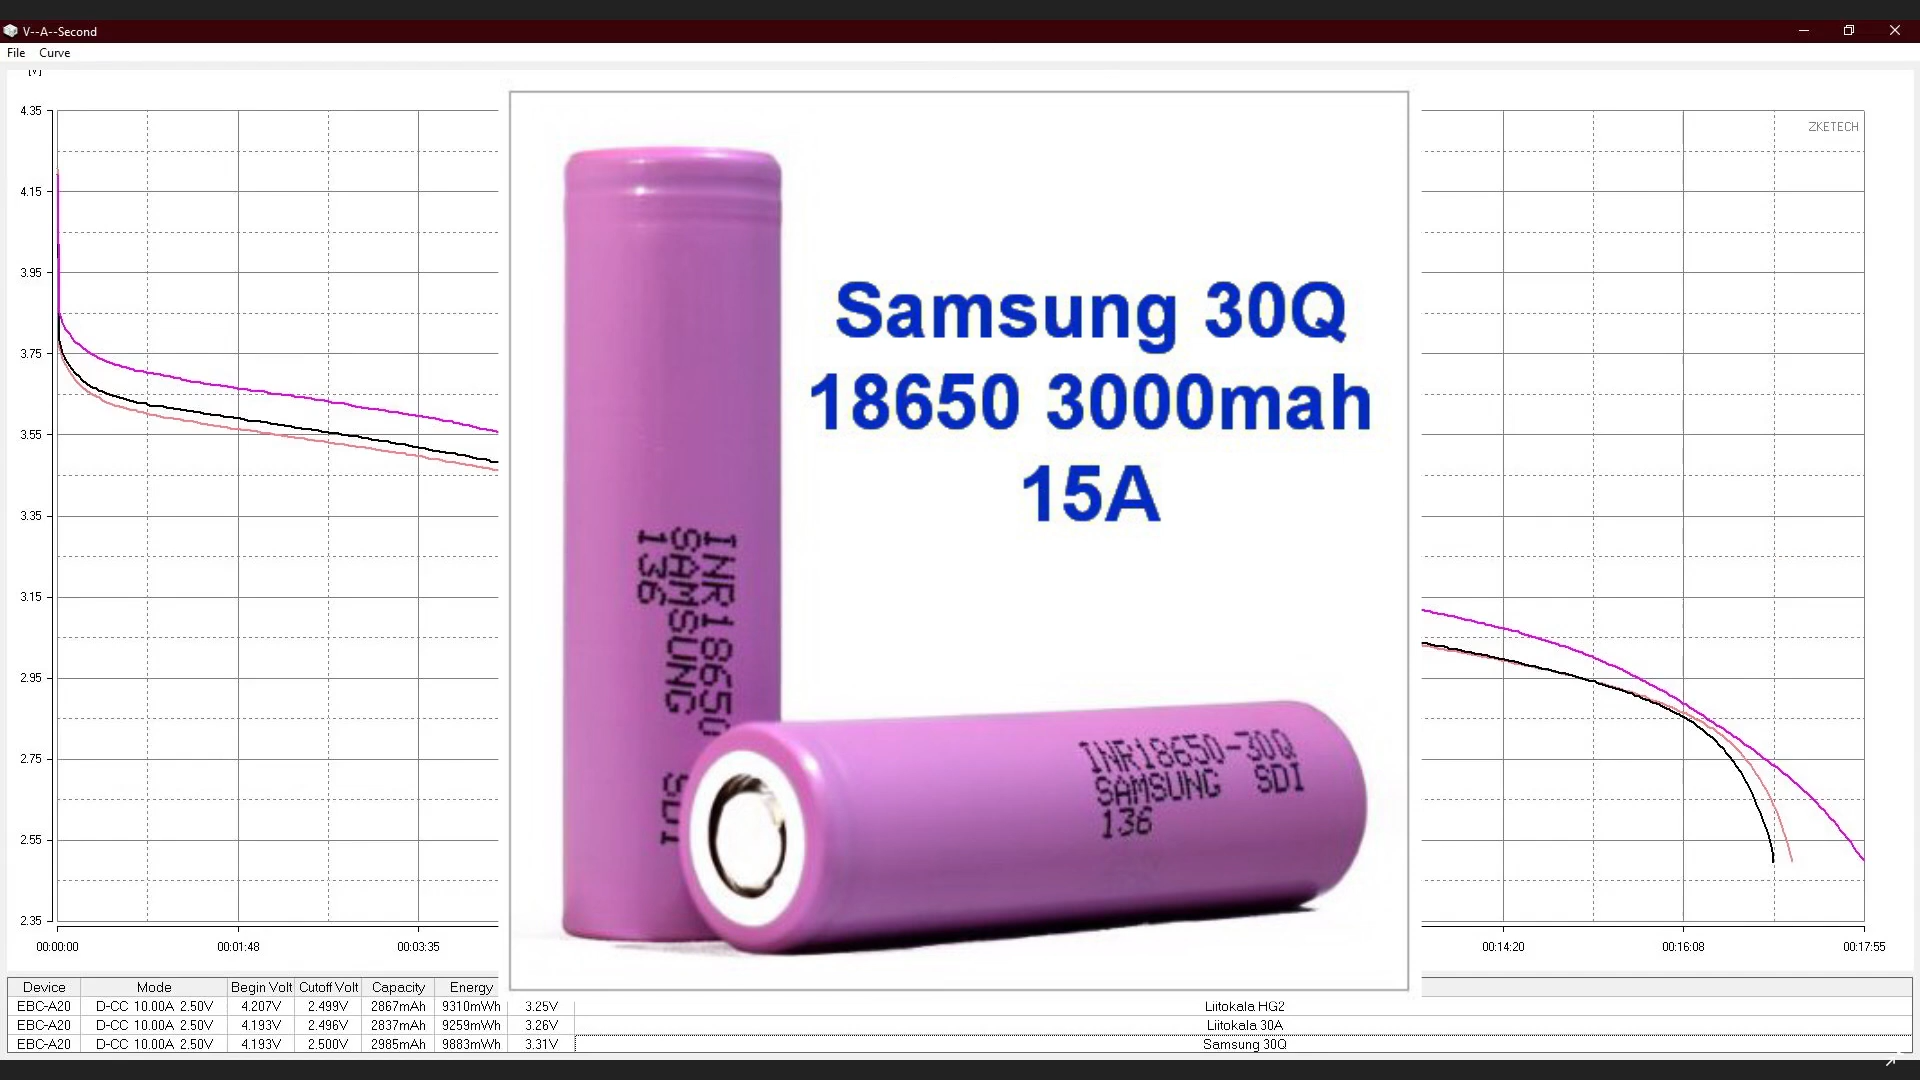 V--A--Second
File Curve
[V]
ZKETECH
4.35
4.15
3.95
3.75
3.55
3.35
3.15
2.95
2.75
2.55
2.35
00:00:00 00:01:48 00:03:35 00:14:20 00:16:08 00:17:55
Samsung 30Q
18650 3000mah
15A
INR18650
SAMSUNG SDI
136
INR18650-30Q
SAMSUNG SDI
136
Device Mode Begin Volt Cutoff Volt Capacity Energy
EBC-A20 D-CC 10.00A 2.50V 4.207V 2.499V 2867mAh 9310mWh 3.25V Liitokala HG2
EBC-A20 D-CC 10.00A 2.50V 4.193V 2.496V 2837mAh 9259mWh 3.26V Liitokala 30A
EBC-A20 D-CC 10.00A 2.50V 4.193V 2.500V 2985mAh 9883mWh 3.31V Samsung 30Q